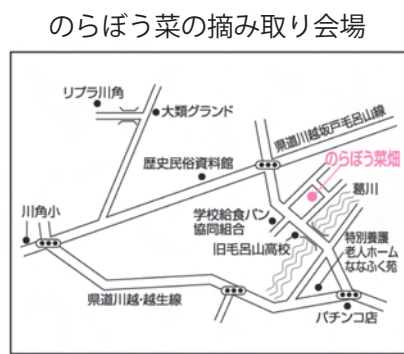 のらぼう菜の摘み取り会場
リプラ川角
大類グランド
県道川越坂戸毛呂山線
のらぼう菜畑
歴史民俗資料館
葛川
川角小
学校給食パン
協同組合
旧毛呂山高校
特別養護
老人ホーム
ななふく苑
県道川越・越生線
パチンコ店